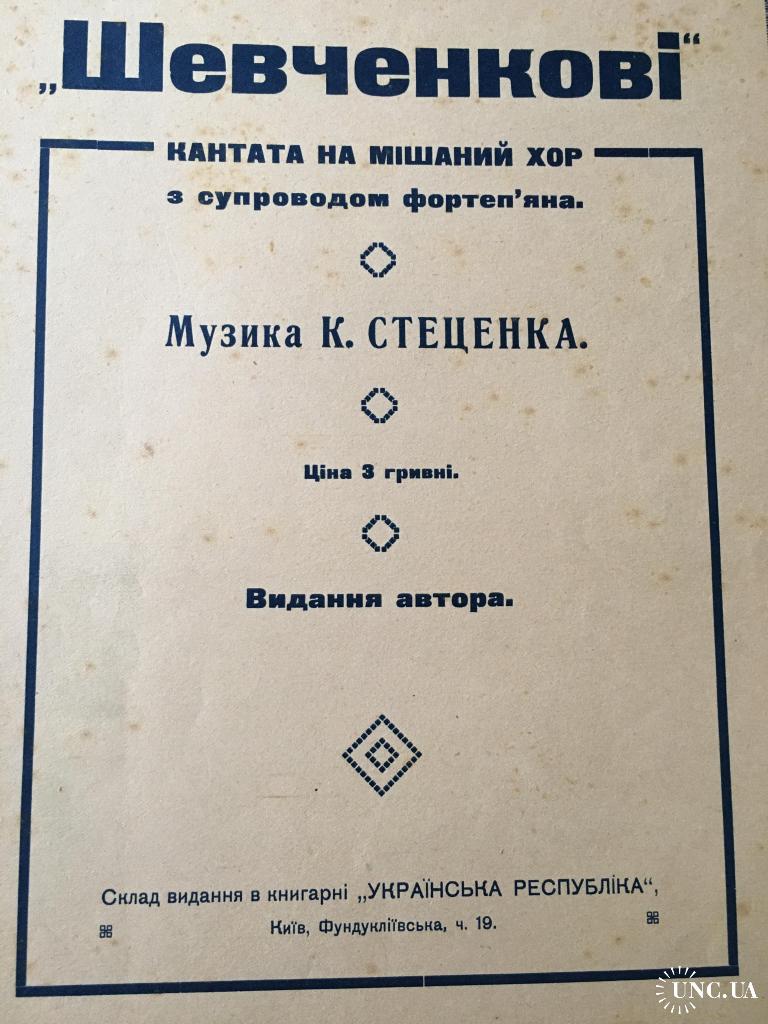 „Шевченкові“
КАНТАТА НА МІШАНИЙ ХОР
з супроводом фортеп'яна.
Музика К. СТЕЦЕНКА.
Ціна 3 гривні.
Видання автора.
Склад видання в книгарні „УКРАЇНСЬКА РЕСПУБЛІКА“,
Київ, Фундукліївська, ч. 19.
UNC.UA